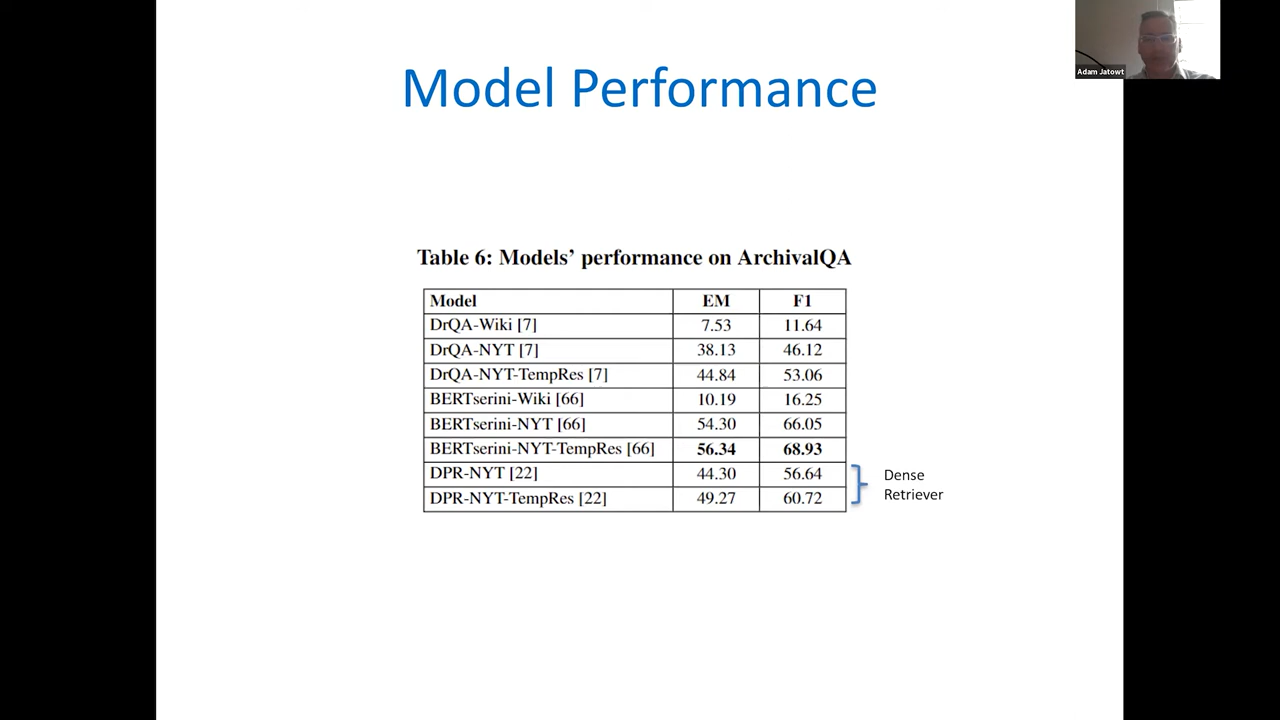 Adam Jatowt
Model Performance
Table 6: Models' performance on ArchivalQA
Model EM F1
DrQA-Wiki [7] 7.53 11.64
DrQA-NYT [7] 38.13 46.12
DrQA-NYT-TempRes [7] 44.84 53.06
BERTserini-Wiki [66] 10.19 16.25
BERTserini-NYT [66] 54.30 66.05
BERTserini-NYT-TempRes [66] 56.34 68.93
DPR-NYT [22] 44.30 56.64
DPR-NYT-TempRes [22] 49.27 60.72
Dense
Retriever